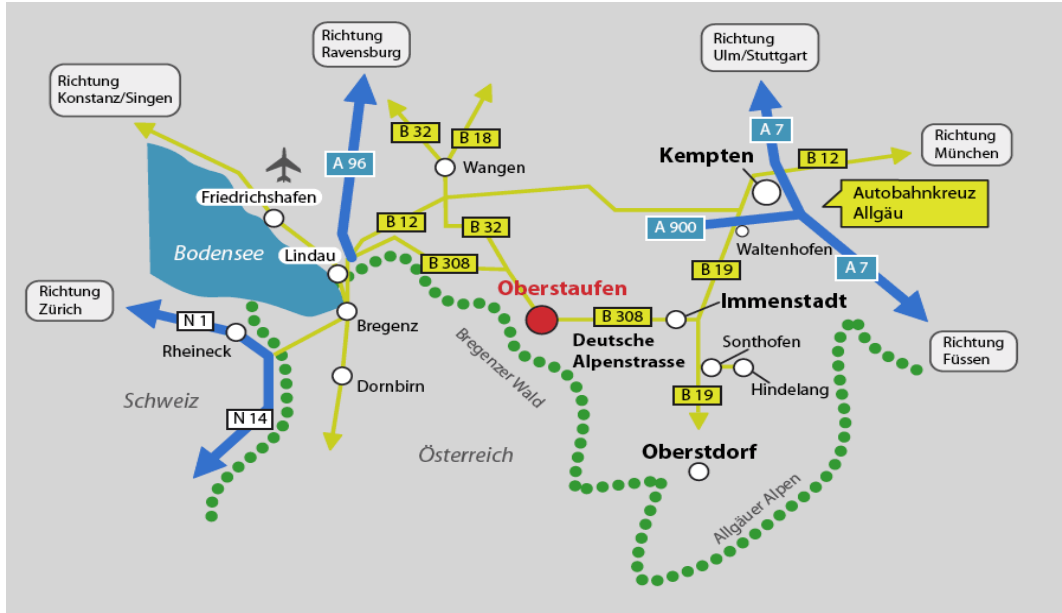 Richtung
Ravensburg
Richtung
Ulm/Stuttgart
Richtung
Konstanz/Singen
A 7
B 32
B 18
Richtung
München
B 12
Kempten
A 96
Wangen
Autobahnkreuz
Allgäu
Friedrichshafen
B 12
B 32
A 900
Waltenhofen
Bodensee
Lindau
B 308
B 19
A 7
Richtung
Zürich
Oberstaufen
Immenstadt
N 1
Bregenz
B 308
Rheineck
Deutsche
Alpenstrasse
Sonthofen
Richtung
Füssen
Bregenzer Wald
Dornbirn
Hindelang
Schweiz
B 19
N 14
Österreich
Oberstdorf
Allgäuer Alpen